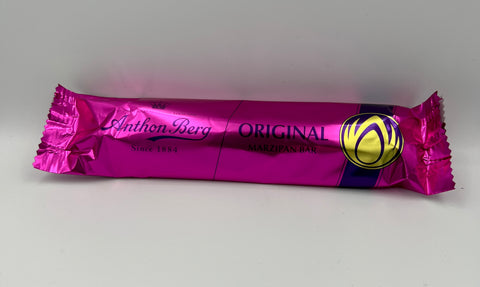 Anthon Berg
Since 1884
ORIGINAL
MARZIPAN BAR